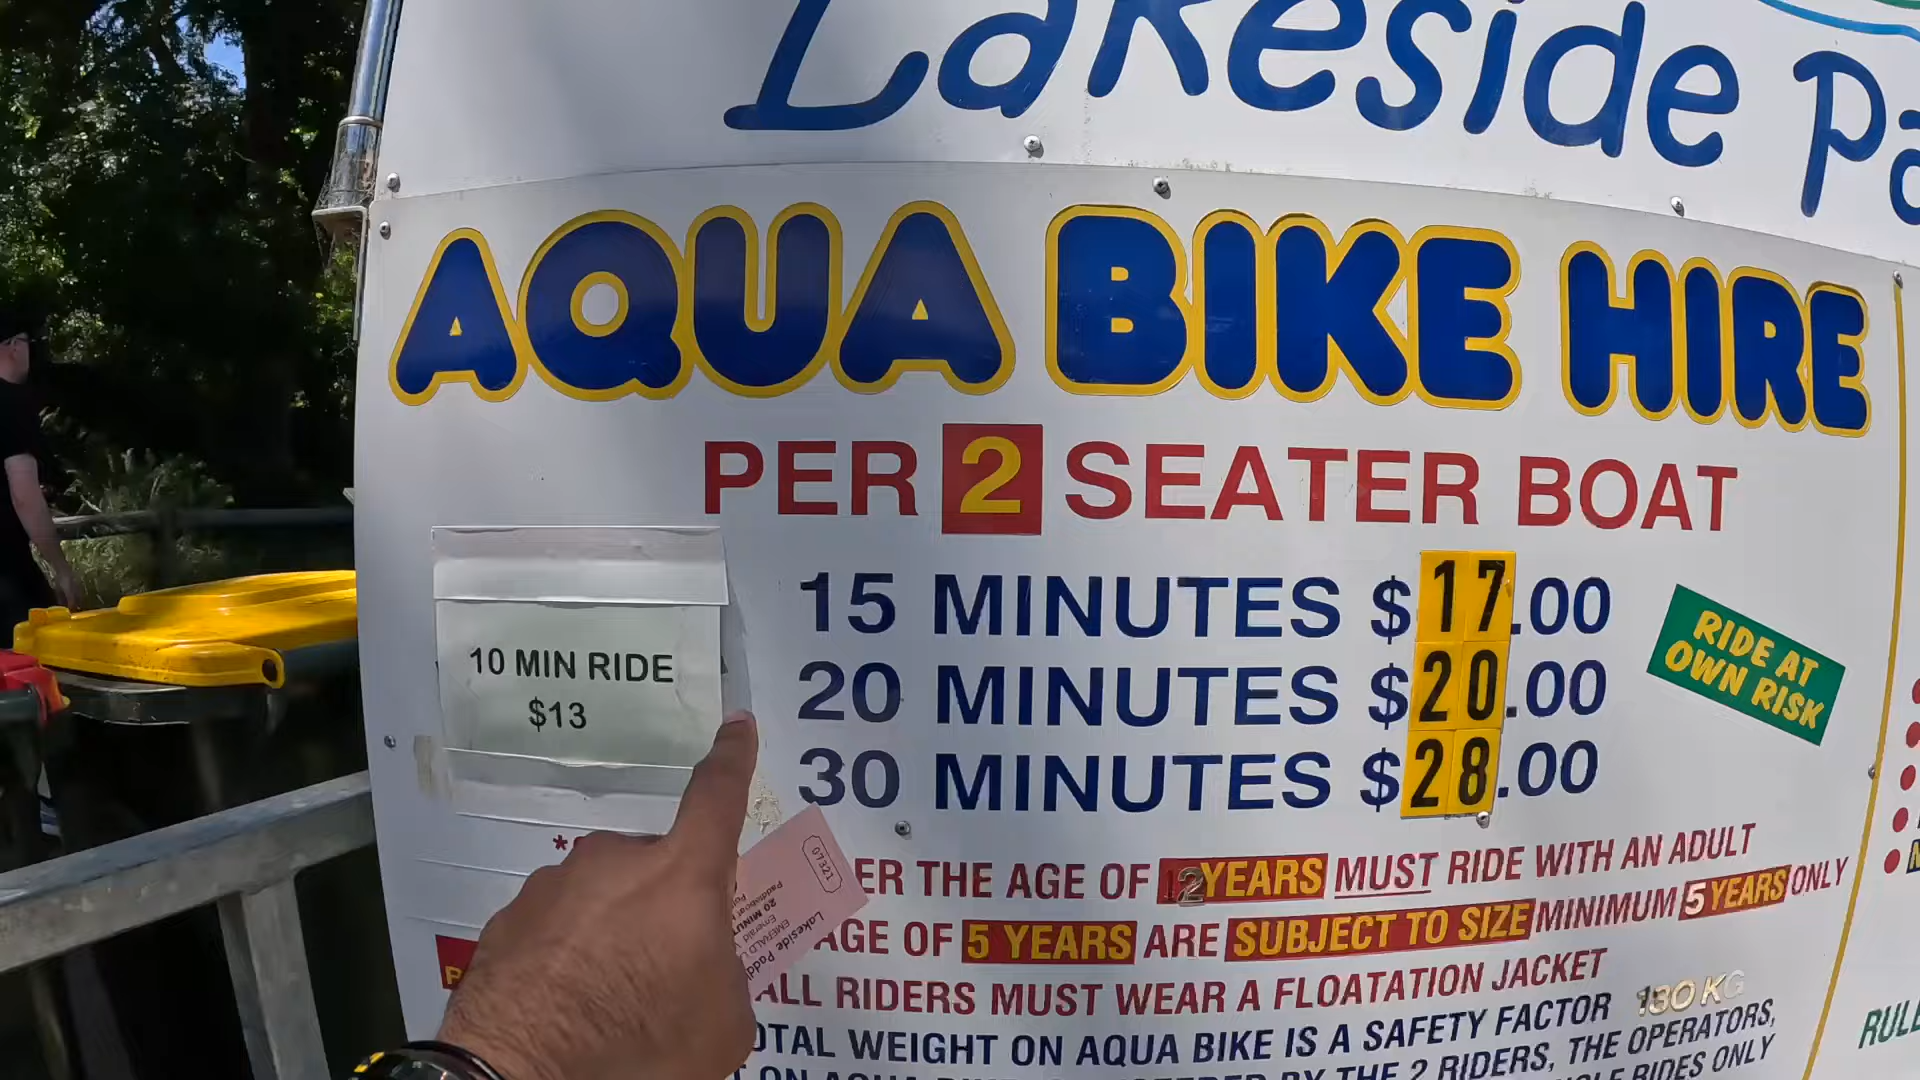 Lakeside Pa
AQUA BIKE HIRE
PER 2 SEATER BOAT
10 MIN RIDE
$13
15 MINUTES $17.00
20 MINUTES $20.00
30 MINUTES $28.00
RIDE AT
OWN RISK
ER THE AGE OF 12 YEARS MUST RIDE WITH AN ADULT
AGE OF 5 YEARS ARE SUBJECT TO SIZE MINIMUM 5 YEARS ONLY
ALL RIDERS MUST WEAR A FLOATATION JACKET
OTAL WEIGHT ON AQUA BIKE IS A SAFETY FACTOR 130 KG
THE 2 RIDERS, THE OPERATORS,
RIDES ONLY
RULE
07321
Lakeside Paddl
EMERALD
Emerald
20 MINUT